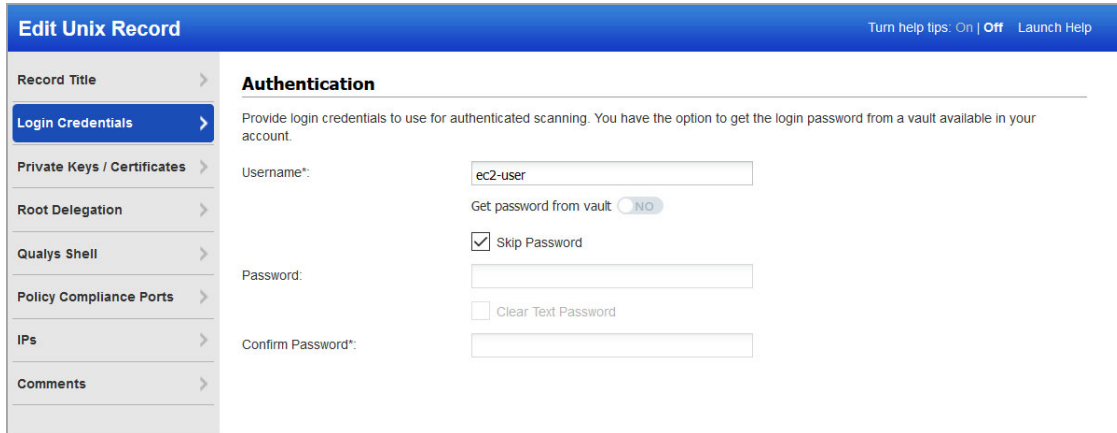 Edit Unix Record
Turn help tips: On | Off Launch Help
Record Title
Login Credentials
Private Keys / Certificates
Root Delegation
Qualys Shell
Policy Compliance Ports
IPs
Comments
Authentication
Provide login credentials to use for authenticated scanning. You have the option to get the login password from a vault available in your
account.
Username*:
ec2-user
Get password from vault NO
Skip Password
Password:
Clear Text Password
Confirm Password*: